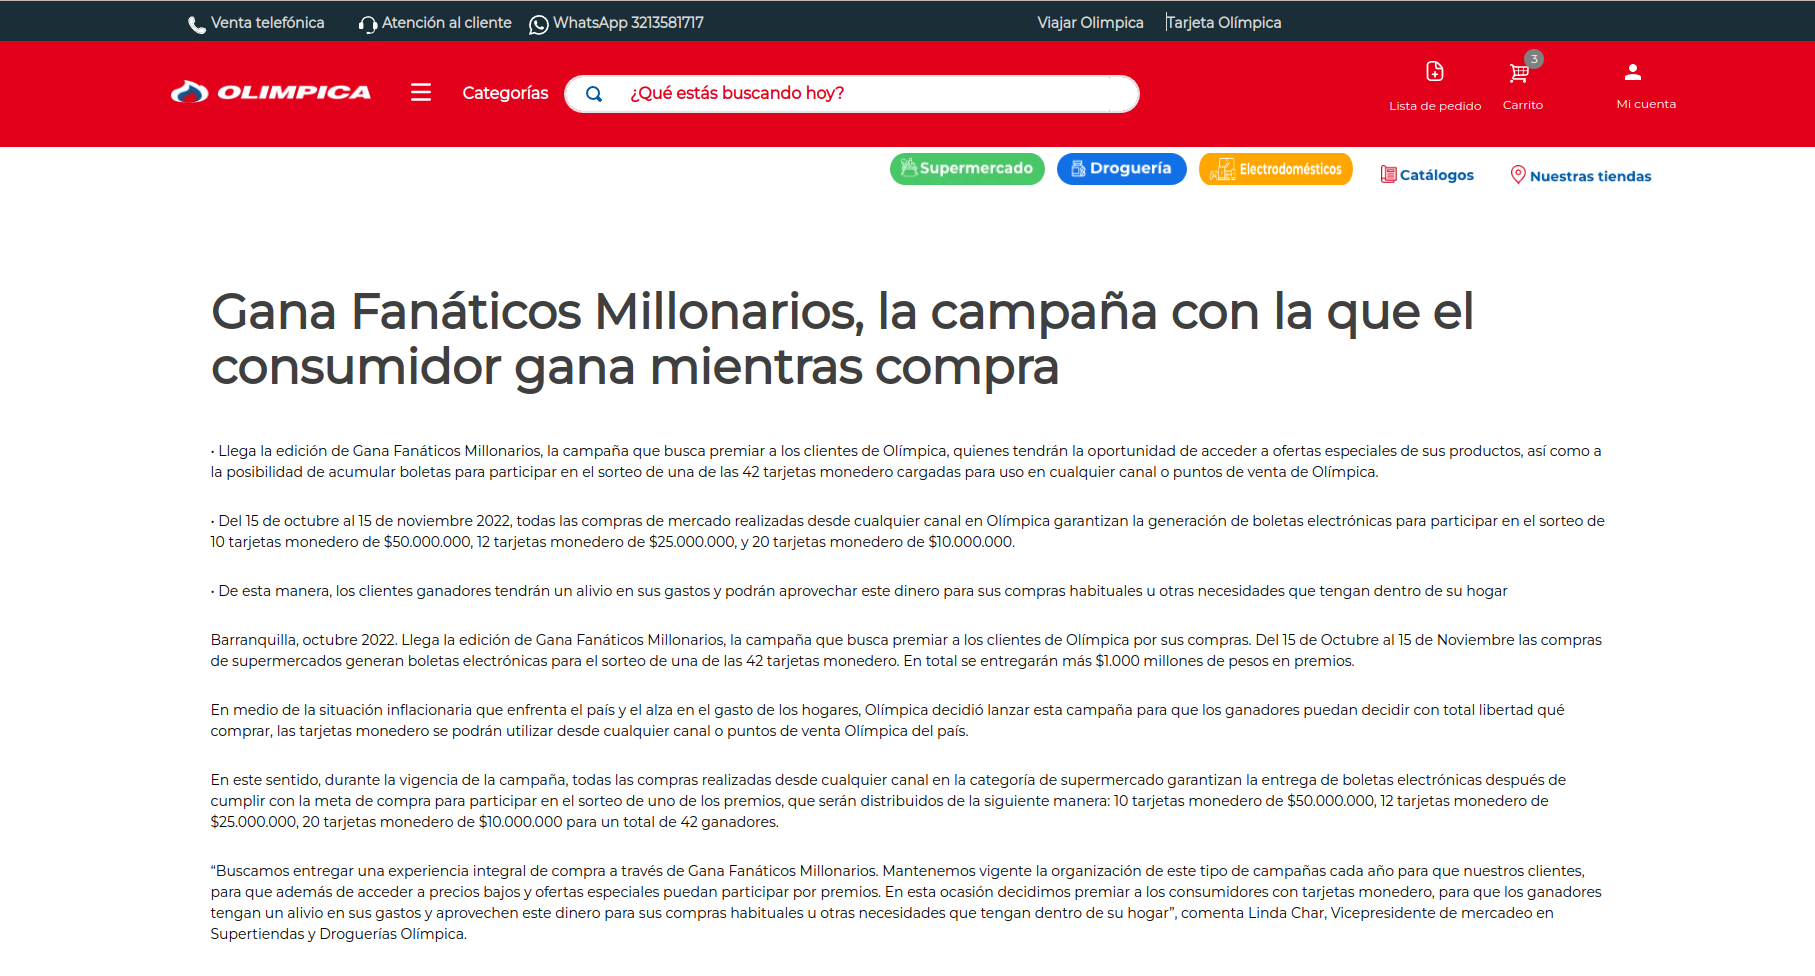 Venta telefónica Atención al cliente WhatsApp 3213581717 Viajar Olimpica Tarjeta Olímpica
OLIMPICA Categorías ¿Qué estás buscando hoy? Lista de pedido 3 Carrito Mi cuenta
Supermercado Droguería Electrodomésticos Catálogos Nuestras tiendas
Gana Fanáticos Millonarios, la campaña con la que el
consumidor gana mientras compra
• Llega la edición de Gana Fanáticos Millonarios, la campaña que busca premiar a los clientes de Olímpica, quienes tendrán la oportunidad de acceder a ofertas especiales de sus productos, así como a
la posibilidad de acumular boletas para participar en el sorteo de una de las 42 tarjetas monedero cargadas para uso en cualquier canal o puntos de venta de Olímpica.
• Del 15 de octubre al 15 de noviembre 2022, todas las compras de mercado realizadas desde cualquier canal en Olímpica garantizan la generación de boletas electrónicas para participar en el sorteo de
10 tarjetas monedero de $50.000.000, 12 tarjetas monedero de $25.000.000, y 20 tarjetas monedero de $10.000.000.
• De esta manera, los clientes ganadores tendrán un alivio en sus gastos y podrán aprovechar este dinero para sus compras habituales u otras necesidades que tengan dentro de su hogar
Barranquilla, octubre 2022. Llega la edición de Gana Fanáticos Millonarios, la campaña que busca premiar a los clientes de Olímpica por sus compras. Del 15 de Octubre al 15 de Noviembre las compras
de supermercados generan boletas electrónicas para el sorteo de una de las 42 tarjetas monedero. En total se entregarán más $1.000 millones de pesos en premios.
En medio de la situación inflacionaria que enfrenta el país y el alza en el gasto de los hogares, Olímpica decidió lanzar esta campaña para que los ganadores puedan decidir con total libertad qué
comprar, las tarjetas monedero se podrán utilizar desde cualquier canal o puntos de venta Olímpica del país.
En este sentido, durante la vigencia de la campaña, todas las compras realizadas desde cualquier canal en la categoría de supermercado garantizan la entrega de boletas electrónicas después de
cumplir con la meta de compra para participar en el sorteo de uno de los premios, que serán distribuidos de la siguiente manera: 10 tarjetas monedero de $50.000.000, 12 tarjetas monedero de
$25.000.000, 20 tarjetas monedero de $10.000.000 para un total de 42 ganadores.
“Buscamos entregar una experiencia integral de compra a través de Gana Fanáticos Millonarios. Mantenemos vigente la organización de este tipo de campañas cada año para que nuestros clientes,
para que además de acceder a precios bajos y ofertas especiales puedan participar por premios. En esta ocasión decidimos premiar a los consumidores con tarjetas monedero, para que los ganadores
tengan un alivio en sus gastos y aprovechen este dinero para sus compras habituales u otras necesidades que tengan dentro de su hogar”, comenta Linda Char, Vicepresidente de mercadeo en
Supertiendas y Droguerías Olímpica.